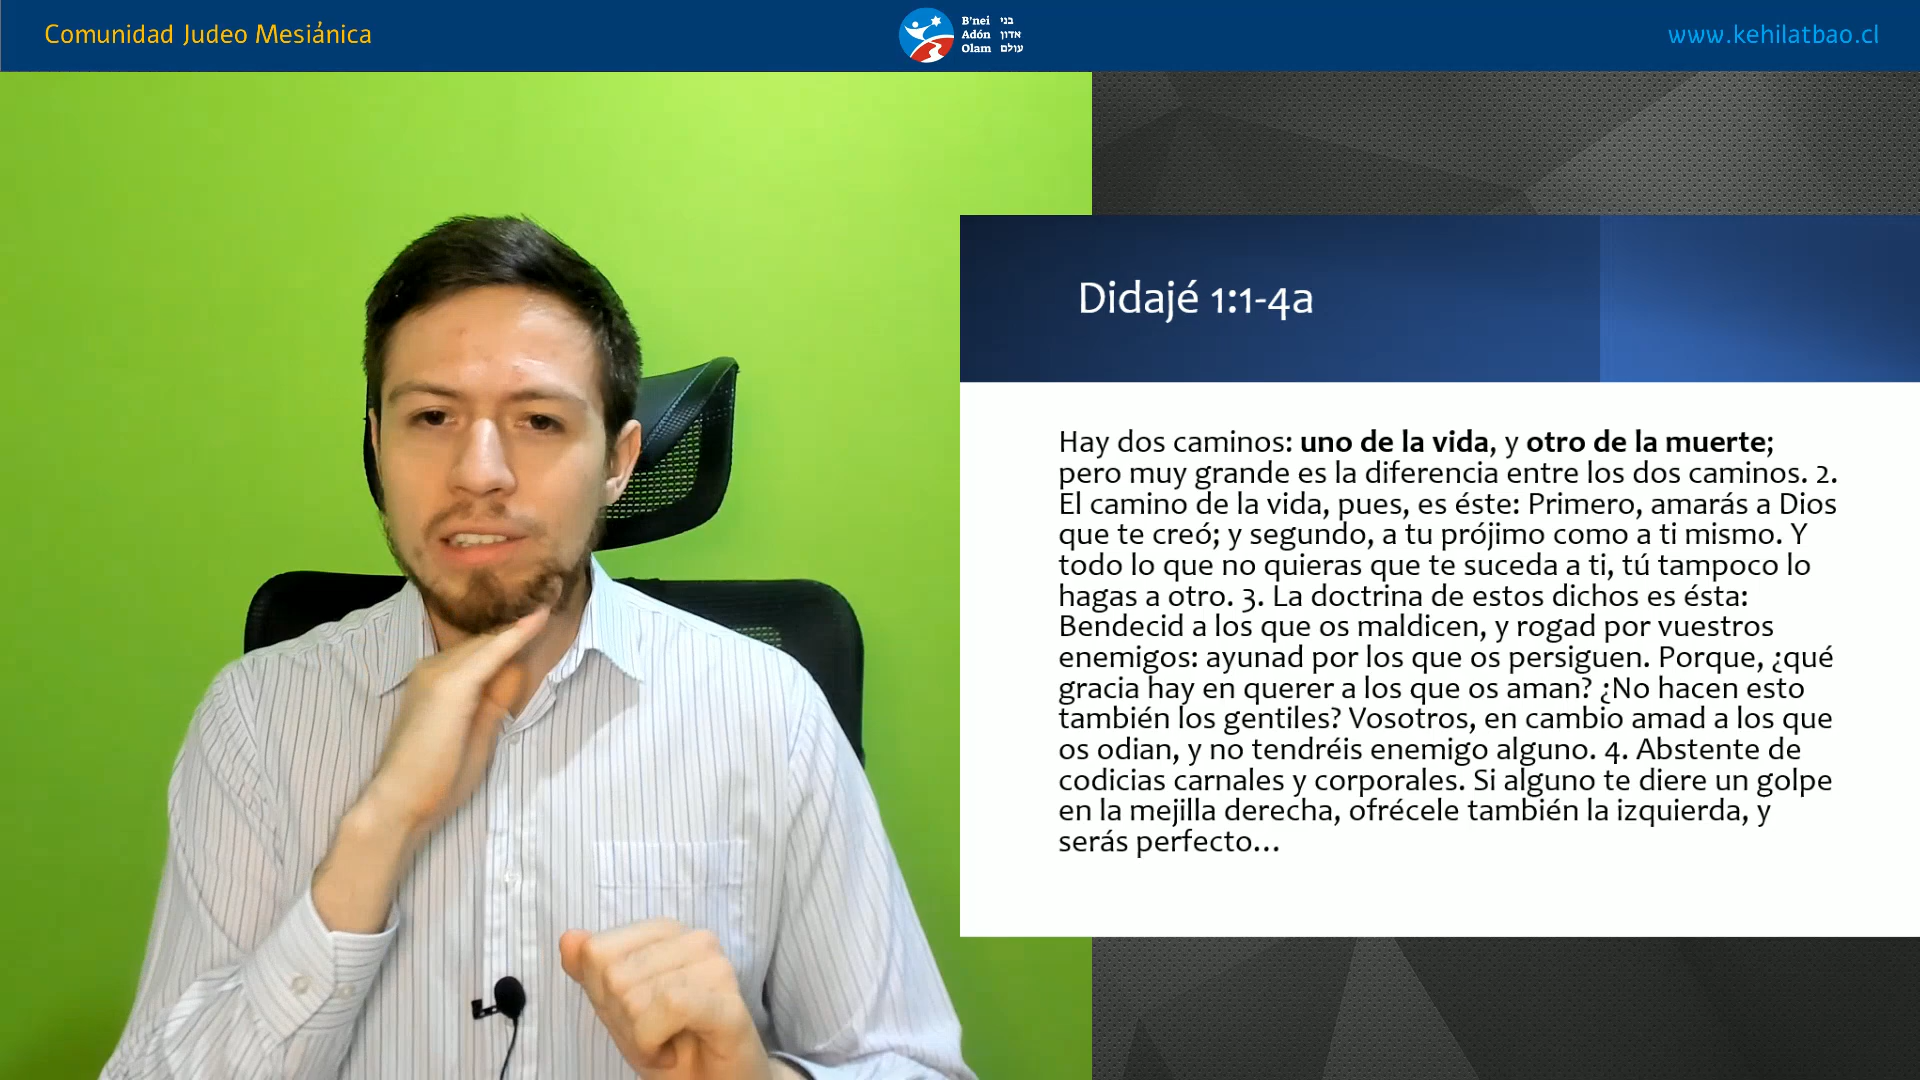 Comunidad Judeo Mesiánica
B'nei בני
Adón אדון
Olam עולם
www.kehilatbao.cl
Didajé 1:1-4a
Hay dos caminos: uno de la vida, y otro de la muerte;
pero muy grande es la diferencia entre los dos caminos. 2.
El camino de la vida, pues, es éste: Primero, amarás a Dios
que te creó; y segundo, a tu prójimo como a ti mismo. Y
todo lo que no quieras que te suceda a ti, tú tampoco lo
hagas a otro. 3. La doctrina de estos dichos es ésta:
Bendecid a los que os maldicen, y rogad por vuestros
enemigos: ayunad por los que os persiguen. Porque, ¿qué
gracia hay en querer a los que os aman? ¿No hacen esto
también los gentiles? Vosotros, en cambio amad a los que
os odian, y no tendréis enemigo alguno. 4. Abstente de
codicias carnales y corporales. Si alguno te diere un golpe
en la mejilla derecha, ofrécele también la izquierda, y
serás perfecto…